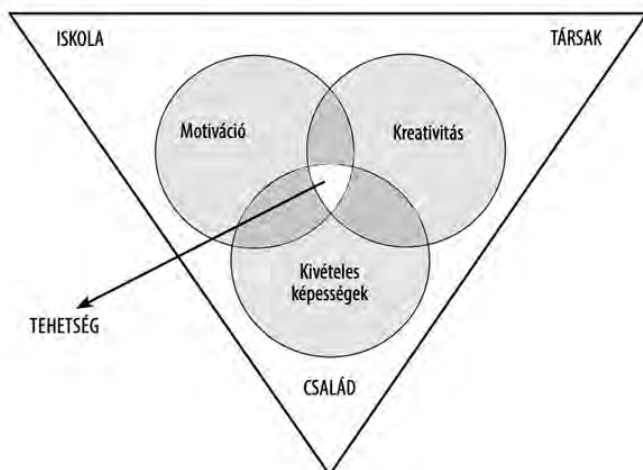 ISKOLA
TÁRSAK
Motiváció
Kreativitás
Kivételes
képességek
TEHETSÉG
CSALÁD